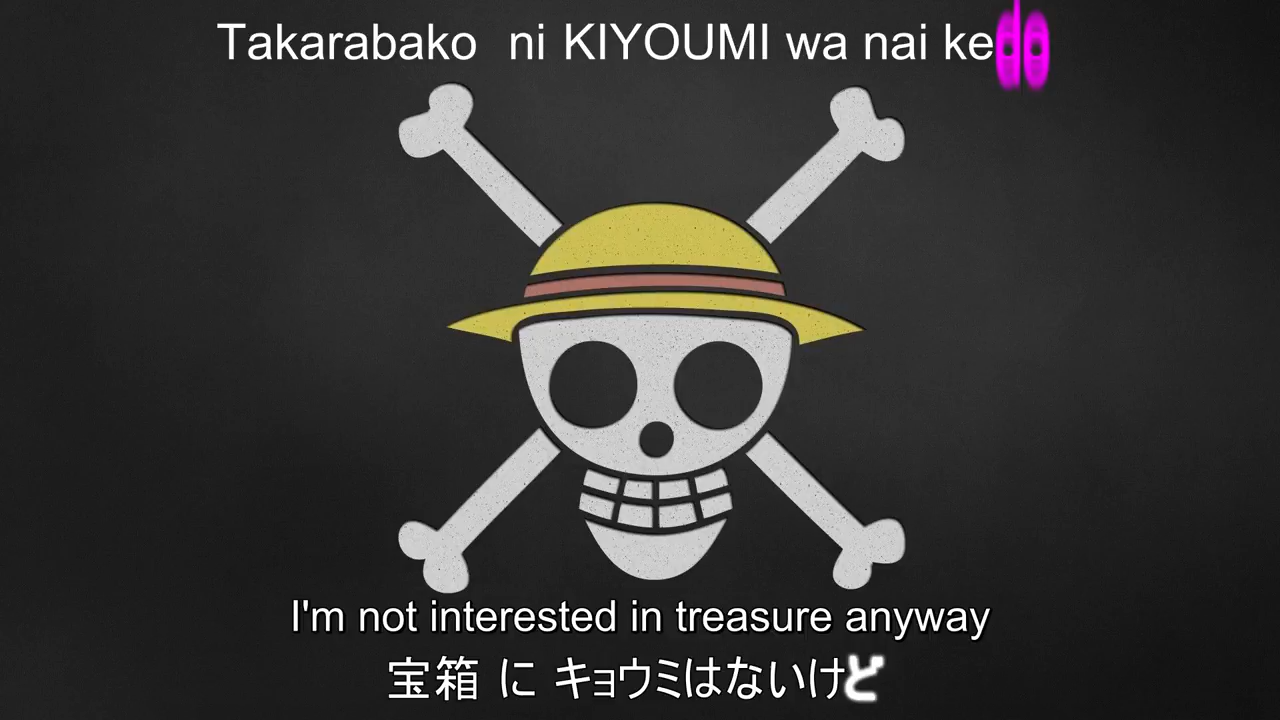 Takarabako ni KIYOUMI wa nai kedo
I'm not interested in treasure anyway
宝箱 に キョウミはないけど